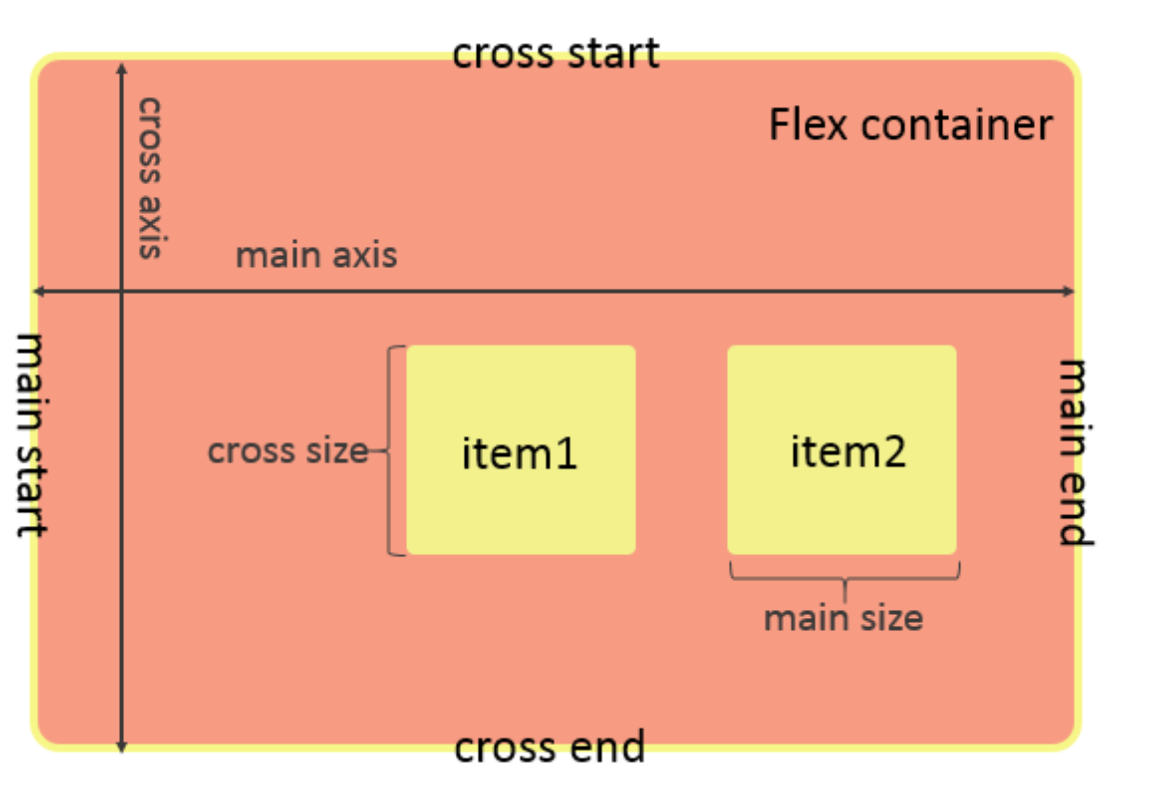 cross start
Flex container
cross axis
main axis
main start
main end
cross size
item1
item2
main size
cross end